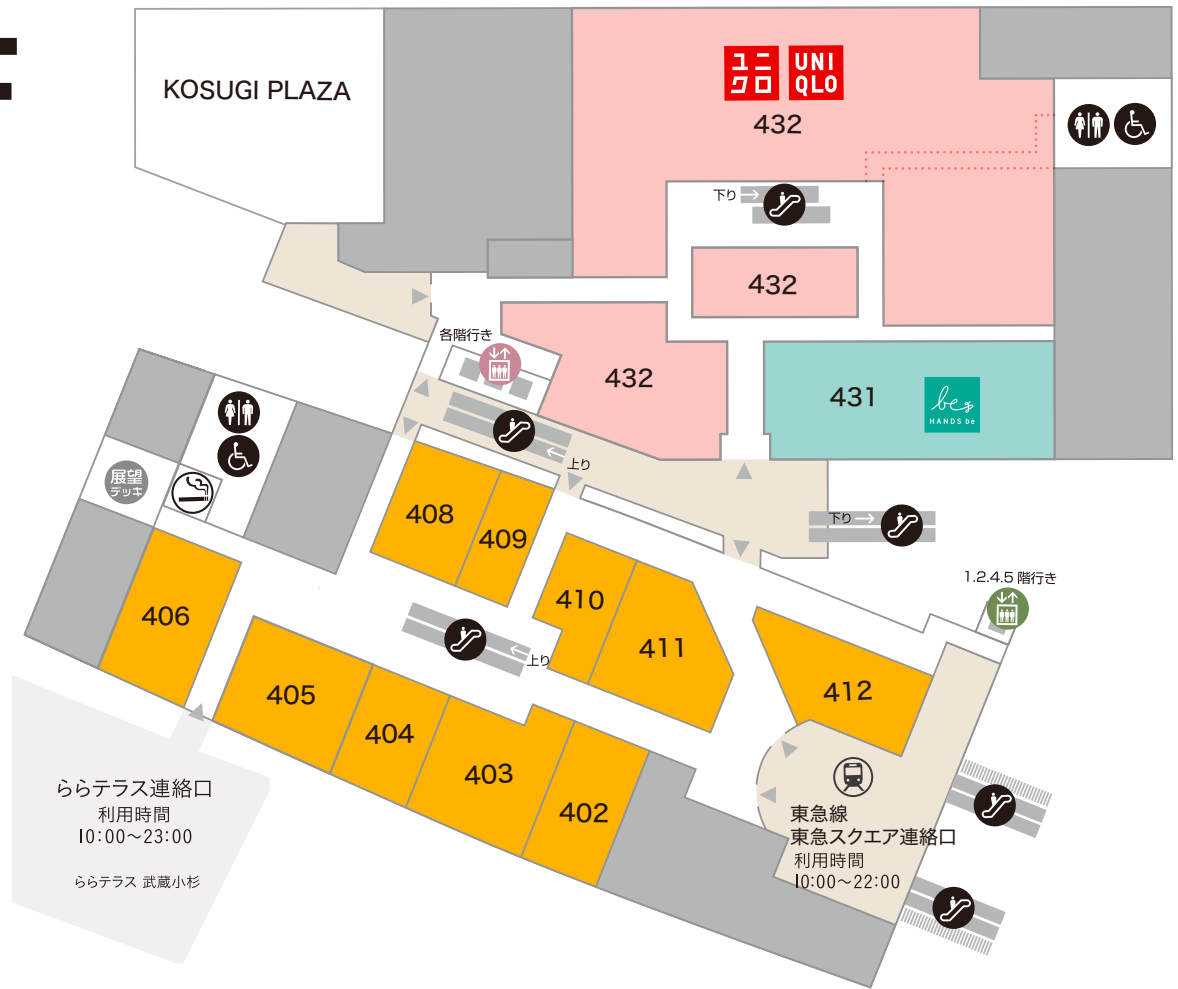 KOSUGI PLAZA
ユニ
クロ
UNI
QLO
432
下り
432
各階行き
432
431
be
HANDS be
上り
展望
デッキ
408
409
下り
1.2.4.5 階行き
410
406
411
上り
405
412
404
403
402
ららテラス連絡口
利用時間
10:00〜23:00
ららテラス 武蔵小杉
東急線
東急スクエア連絡口
利用時間
10:00〜22:00